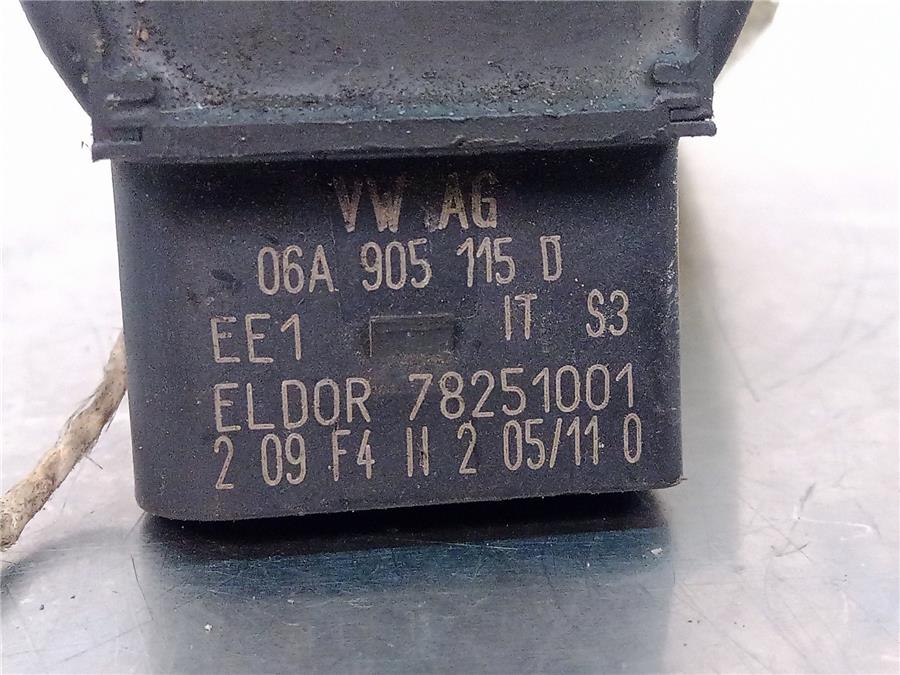 VW AG
06A 905 115 D
EE1 IT S3
ELDOR 78251001
2 09 F4 II 2 05/11 0